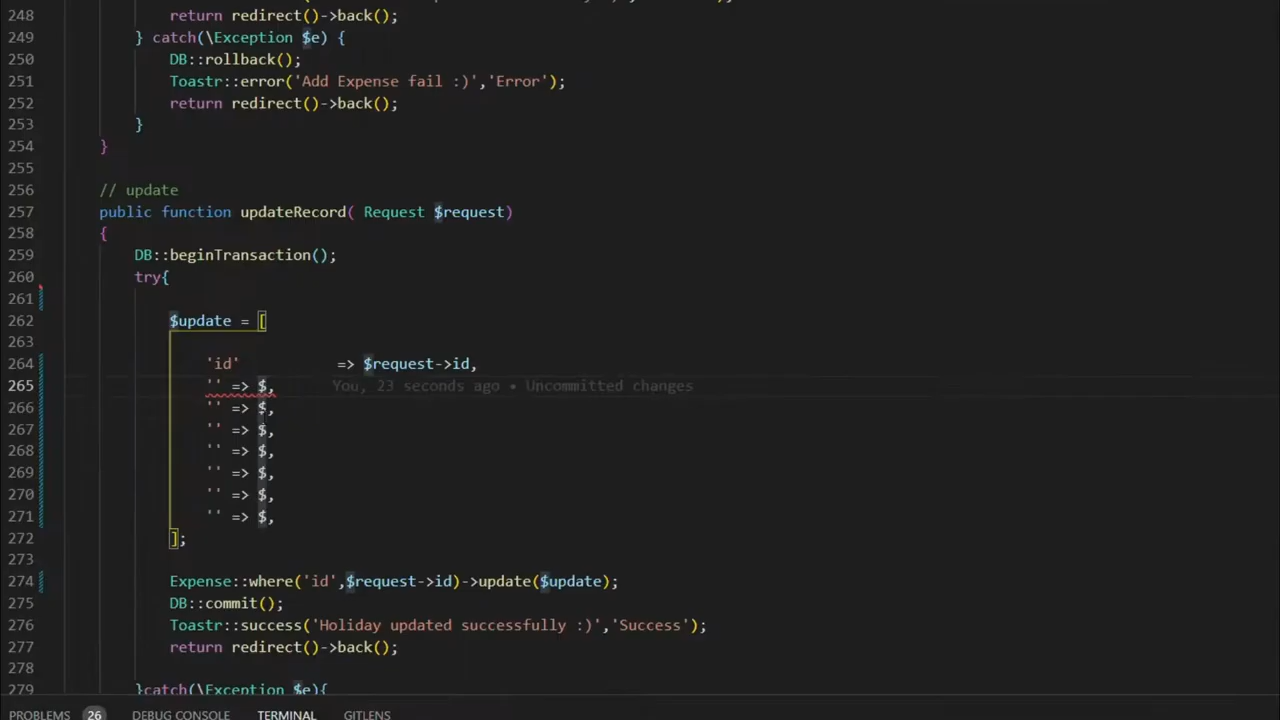 248 return redirect()->back();
249 } catch(\Exception $e) {
250 DB::rollback();
251 Toastr::error('Add Expense fail :)','Error');
252 return redirect()->back();
253 }
254 }
255
256 // update
257 public function updateRecord( Request $request)
258 {
259 DB::beginTransaction();
260 try{
261
262 $update = [
263
264 'id' => $request->id,
265 '' => $, You, 23 seconds ago • Uncommitted changes
266 '' => $,
267 '' => $,
268 '' => $,
269 '' => $,
270 '' => $,
271 '' => $,
272 ];
273
274 Expense::where('id',$request->id)->update($update);
275 DB::commit();
276 Toastr::success('Holiday updated successfully :)','Success');
277 return redirect()->back();
278
279 }catch(\Exception $e){
PROBLEMS 26 DEBUG CONSOLE TERMINAL GITLENS